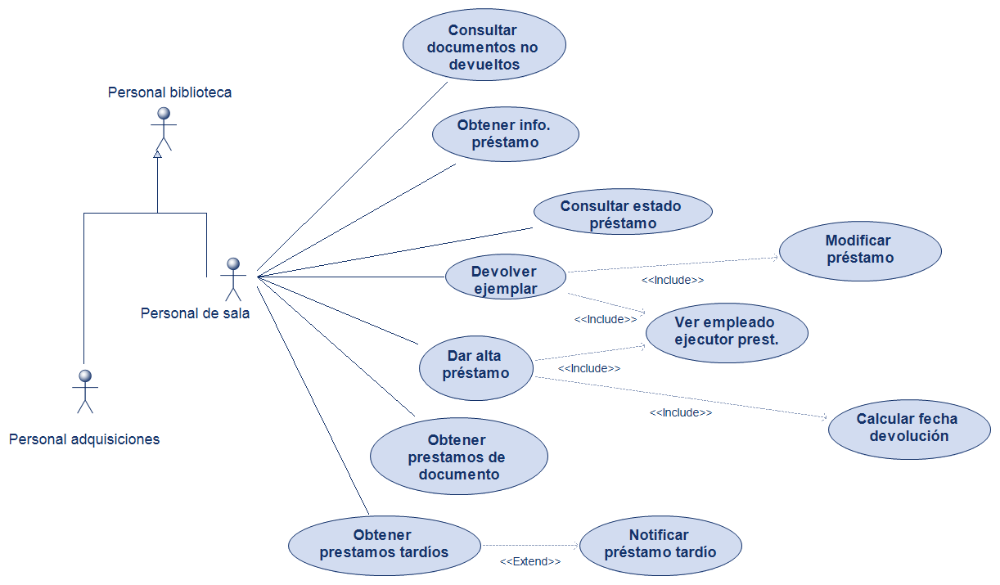 Consultar
documentos no
devueltos
Personal biblioteca
Obtener info.
préstamo
Consultar estado
préstamo
Modificar
préstamo
Devolver
ejemplar
<<Include>>
Personal de sala
<<Include>>
Ver empleado
ejecutor prest.
Dar alta
préstamo
<<Include>>
<<Include>>
Calcular fecha
devolución
Personal adquisiciones
Obtener
prestamos de
documento
Obtener
prestamos tardíos
<<Extend>>
Notificar
préstamo tardío